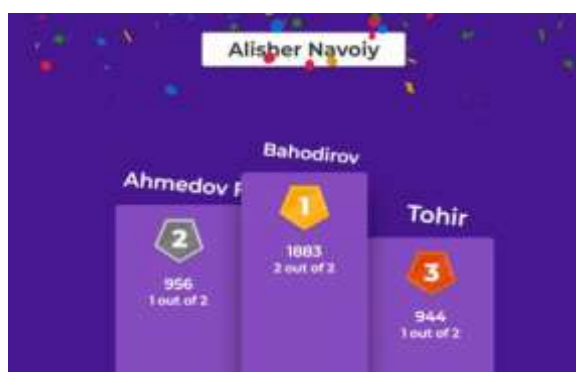 Alisher Navoiy
Bahodirov
1
1883
2 out of 2
Ahmedov F
2
956
1 out of 2
Tohir
3
944
1 out of 2